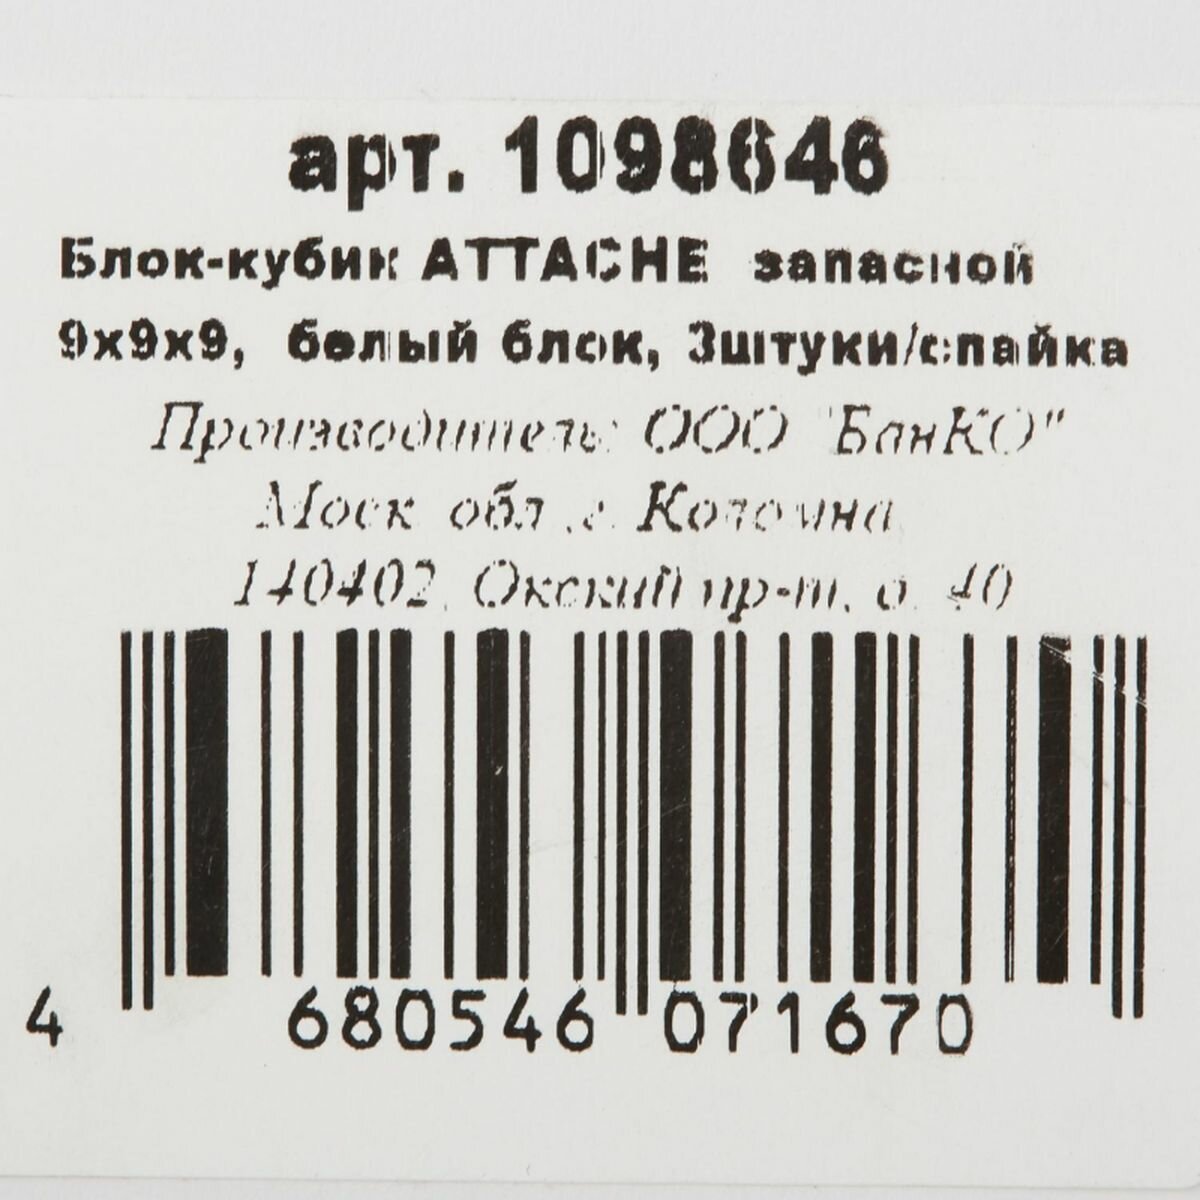 арт. 1098646
Блок-кубик ATTACHE запасной
9х9х9, белый блок, 3штуки/спайка
Производитель: ООО "БланКО"
Моск. обл., г. Коломна,
140402, Окский пр-т, д. 40
4 680546 071670